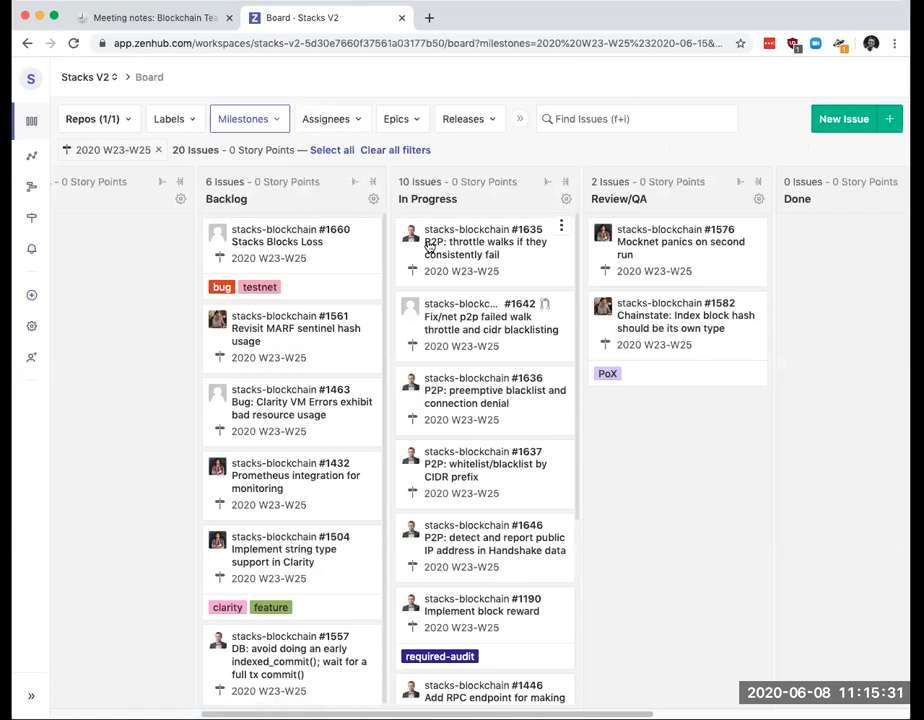 Meeting notes: Blockchain Tea
Board - Stacks V2
app.zenhub.com/workspaces/stacks-v2-5d30e7660f37561a03177b50/board?milestones=2020%20W23-W25%232020-06-15&...
S
Stacks V2
Board
Repos (1/1)
Labels
Milestones
Assignees
Epics
Releases
Find Issues (f+i)
New Issue
2020 W23-W25
20 Issues - 0 Story Points — Select all Clear all filters
- 0 Story Points
6 Issues - 0 Story Points
Backlog
stacks-blockchain #1660
Stacks Blocks Loss
2020 W23-W25
bug
testnet
stacks-blockchain #1561
Revisit MARF sentinel hash
usage
2020 W23-W25
stacks-blockchain #1463
Bug: Clarity VM Errors exhibit
bad resource usage
2020 W23-W25
stacks-blockchain #1432
Prometheus integration for
monitoring
2020 W23-W25
stacks-blockchain #1504
Implement string type
support in Clarity
2020 W23-W25
clarity
feature
stacks-blockchain #1557
DB: avoid doing an early
indexed_commit(); wait for a
full tx commit()
2020 W23-W25
10 Issues - 0 Story Points
In Progress
stacks-blockchain #1635
P2P: throttle walks if they
consistently fail
2020 W23-W25
stacks-blockc... #1642
Fix/net p2p failed walk
throttle and cidr blacklisting
2020 W23-W25
stacks-blockchain #1636
P2P: preemptive blacklist and
connection denial
2020 W23-W25
stacks-blockchain #1637
P2P: whitelist/blacklist by
CIDR prefix
2020 W23-W25
stacks-blockchain #1646
P2P: detect and report public
IP address in Handshake data
2020 W23-W25
stacks-blockchain #1190
Implement block reward
2020 W23-W25
required-audit
stacks-blockchain #1446
Add RPC endpoint for making
2 Issues - 0 Story Points
Review/QA
stacks-blockchain #1576
Mocknet panics on second
run
2020 W23-W25
stacks-blockchain #1582
Chainstate: Index block hash
should be its own type
2020 W23-W25
PoX
0 Issues - 0 Story Points
Done
2020-06-08 11:15:31